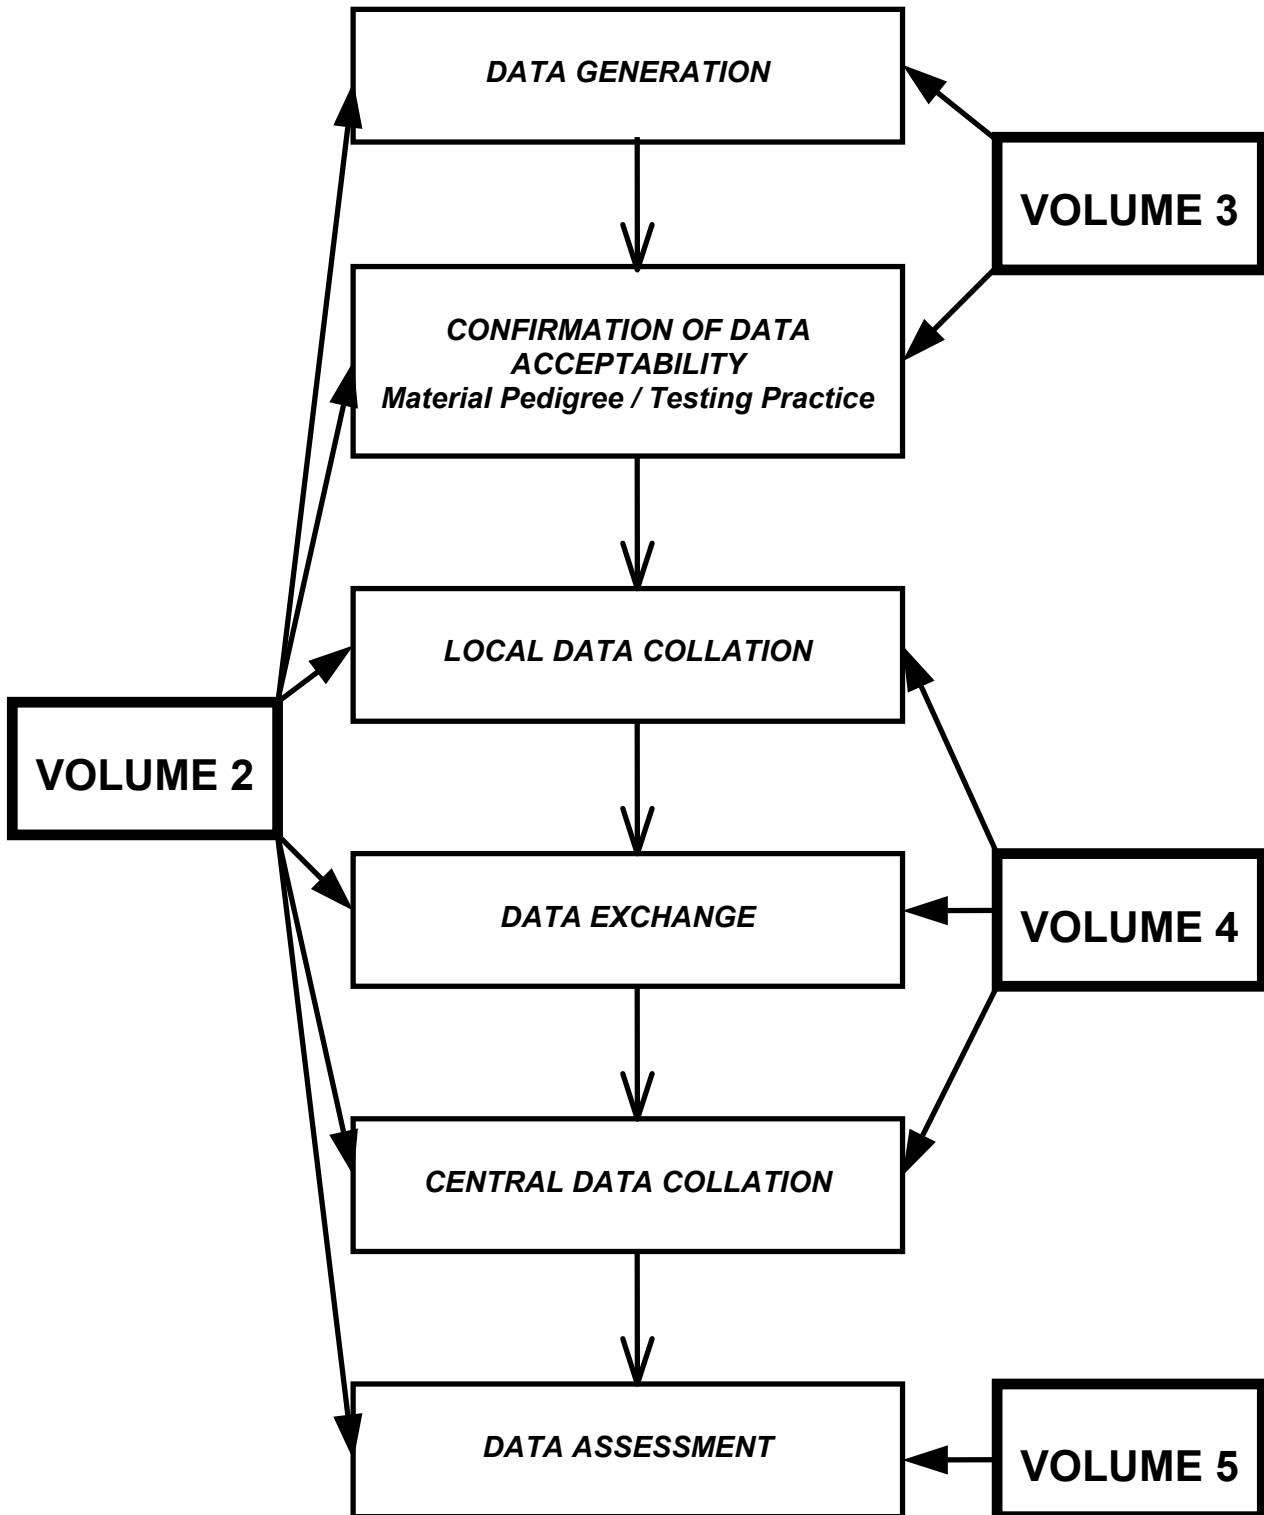 DATA GENERATION
VOLUME 3
CONFIRMATION OF DATA
ACCEPTABILITY
Material Pedigree / Testing Practice
LOCAL DATA COLLATION
VOLUME 2
DATA EXCHANGE
VOLUME 4
CENTRAL DATA COLLATION
DATA ASSESSMENT
VOLUME 5